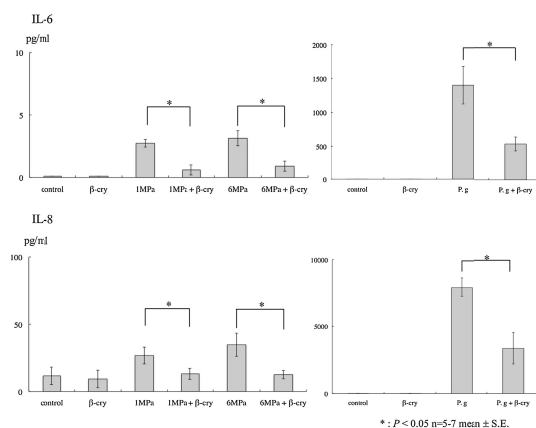 IL-6
pg/ml
10
5
0
*
*
control β-cry 1MPa 1MPa + β-cry 6MPa 6MPa + β-cry
2000
1500
1000
500
0
*
control β-cry P. g P. g + β-cry
IL-8
pg/ml
100
50
0
*
*
control β-cry 1MPa 1MPa + β-cry 6MPa 6MPa + β-cry
10000
5000
0
*
control β-cry P. g P. g + β-cry
* : P < 0.05 n=5-7 mean ± S.E.